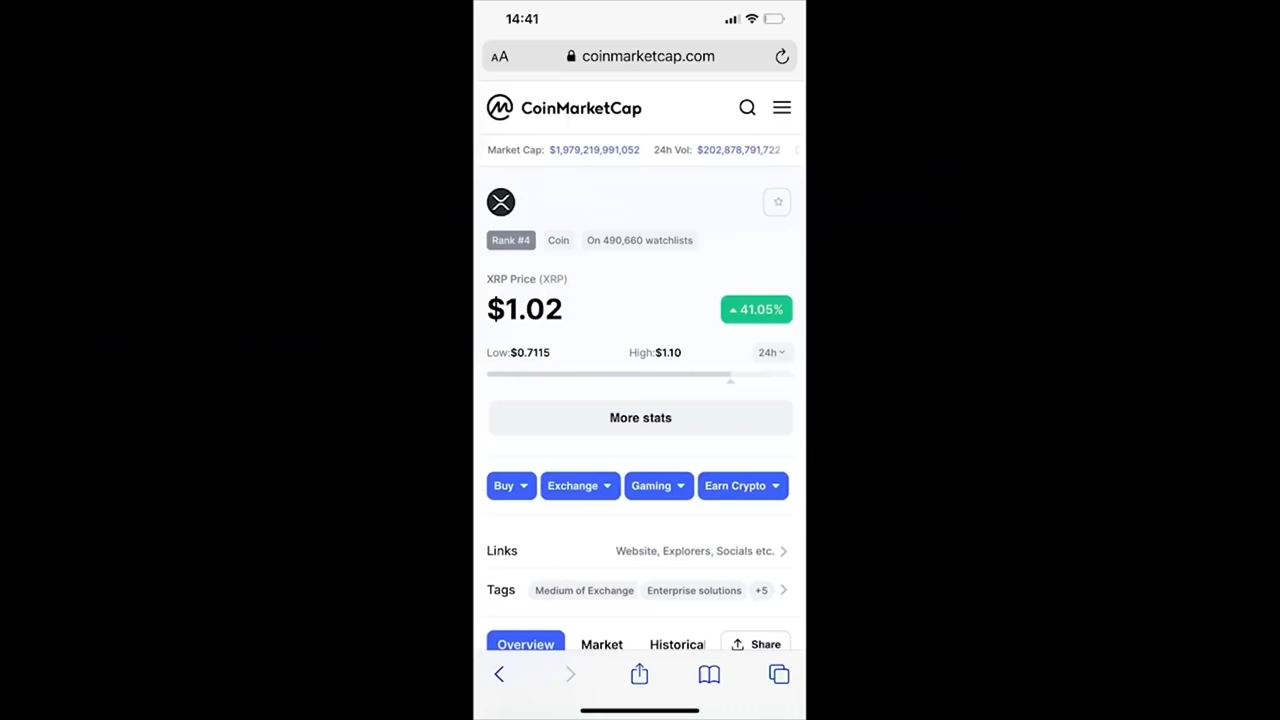 14:41
AA coinmarketcap.com
CoinMarketCap
Market Cap: $1,979,219,991,052 24h Vol: $202,878,791,722
Rank #4 Coin On 490,660 watchlists
XRP Price (XRP)
$1.02 41.05%
Low:$0.7115 High:$1.10 24h
More stats
Buy Exchange Gaming Earn Crypto
Links Website, Explorers, Socials etc.
Tags Medium of Exchange Enterprise solutions +5
Overview Market Historical Share